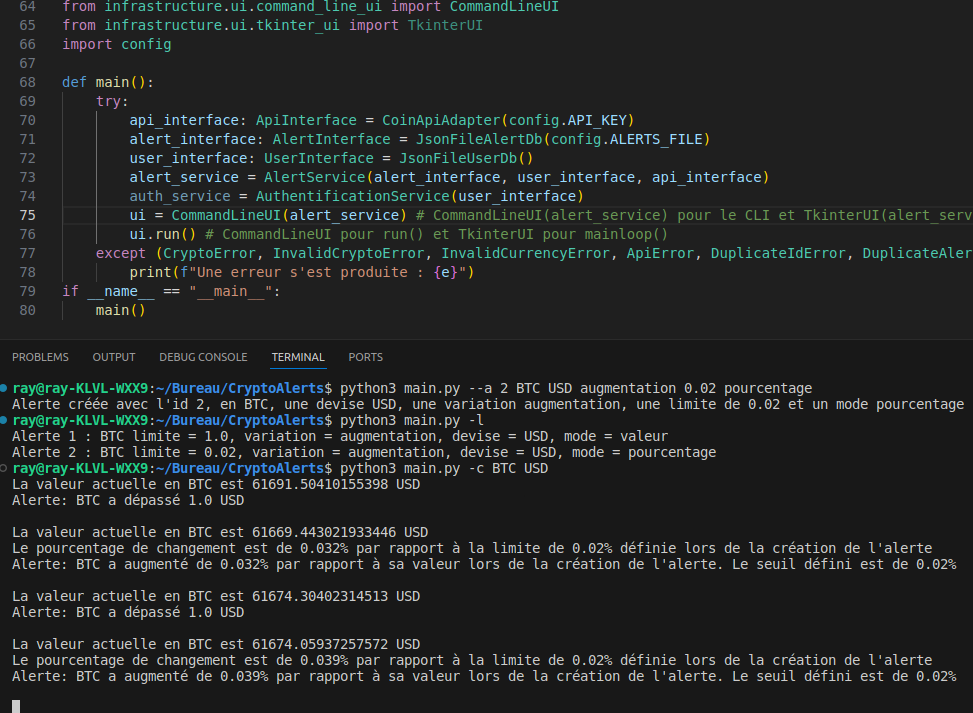 64 from infrastructure.ui.command_line_ui import CommandLineUI
65 from infrastructure.ui.tkinter_ui import TkinterUI
66 import config
67
68 def main():
69     try:
70         api_interface: ApiInterface = CoinApiAdapter(config.API_KEY)
71         alert_interface: AlertInterface = JsonFileAlertDb(config.ALERTS_FILE)
72         user_interface: UserInterface = JsonFileUserDb()
73         alert_service = AlertService(alert_interface, user_interface, api_interface)
74         auth_service = AuthentificationService(user_interface)
75         ui = CommandLineUI(alert_service) # CommandLineUI(alert_service) pour le CLI et TkinterUI(alert_serv
76         ui.run() # CommandLineUI pour run() et TkinterUI pour mainloop()
77     except (CryptoError, InvalidCryptoError, InvalidCurrencyError, ApiError, DuplicateIdError, DuplicateAler
78         print(f"Une erreur s'est produite : {e}")
79 if __name__ == "__main__":
80     main()
PROBLEMS OUTPUT DEBUG CONSOLE TERMINAL PORTS
ray@ray-KLVL-WXX9:~/Bureau/CryptoAlerts$ python3 main.py --a 2 BTC USD augmentation 0.02 pourcentage
Alerte créée avec l'id 2, en BTC, une devise USD, une variation augmentation, une limite de 0.02 et un mode pourcentage
ray@ray-KLVL-WXX9:~/Bureau/CryptoAlerts$ python3 main.py -l
Alerte 1 : BTC limite = 1.0, variation = augmentation, devise = USD, mode = valeur
Alerte 2 : BTC limite = 0.02, variation = augmentation, devise = USD, mode = pourcentage
ray@ray-KLVL-WXX9:~/Bureau/CryptoAlerts$ python3 main.py -c BTC USD
La valeur actuelle en BTC est 61691.50410155398 USD
Alerte: BTC a dépassé 1.0 USD
La valeur actuelle en BTC est 61669.443021933446 USD
Le pourcentage de changement est de 0.032% par rapport à la limite de 0.02% définie lors de la création de l'alerte
Alerte: BTC a augmenté de 0.032% par rapport à sa valeur lors de la création de l'alerte. Le seuil défini est de 0.02%
La valeur actuelle en BTC est 61674.30402314513 USD
Alerte: BTC a dépassé 1.0 USD
La valeur actuelle en BTC est 61674.05937257572 USD
Le pourcentage de changement est de 0.039% par rapport à la limite de 0.02% définie lors de la création de l'alerte
Alerte: BTC a augmenté de 0.039% par rapport à sa valeur lors de la création de l'alerte. Le seuil défini est de 0.02%